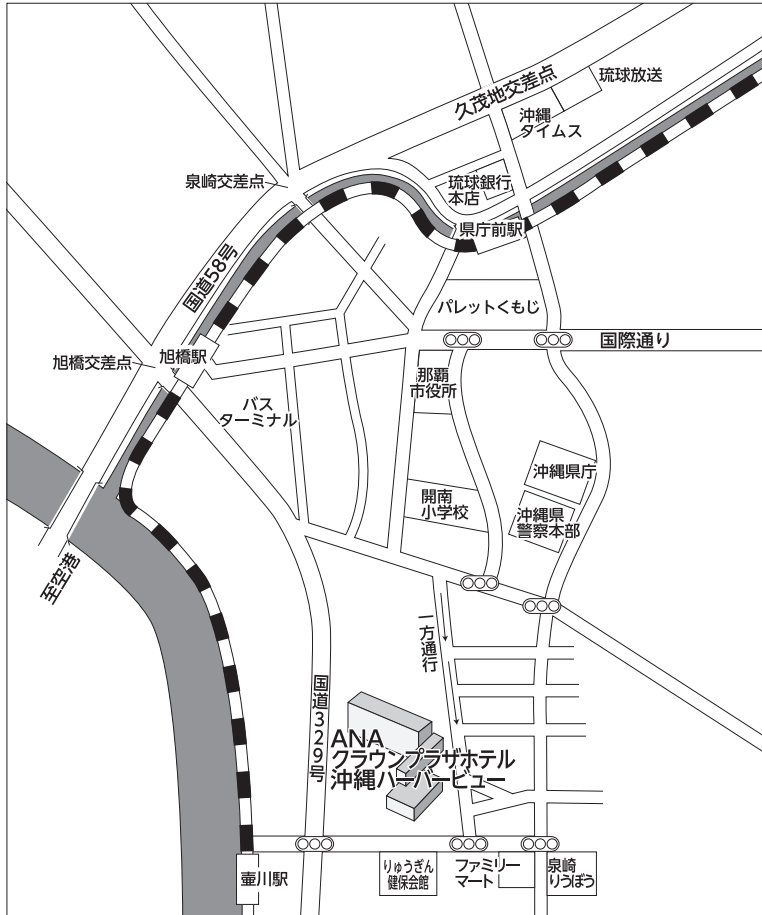 久茂地交差点
琉球放送
沖縄
タイムス
泉崎交差点
琉球銀行
本店
県庁前駅
国道58号
パレットくもじ
国際通り
旭橋交差点
旭橋駅
那覇
市役所
バス
ターミナル
沖縄県庁
開南
小学校
沖縄県
警察本部
至空港
一方通行
国道329号
ANA
クラウンプラザホテル
沖縄ハーバービュー
壷川駅
りゅうぎん
健保会館
ファミリー
マート
泉崎
りうぼう